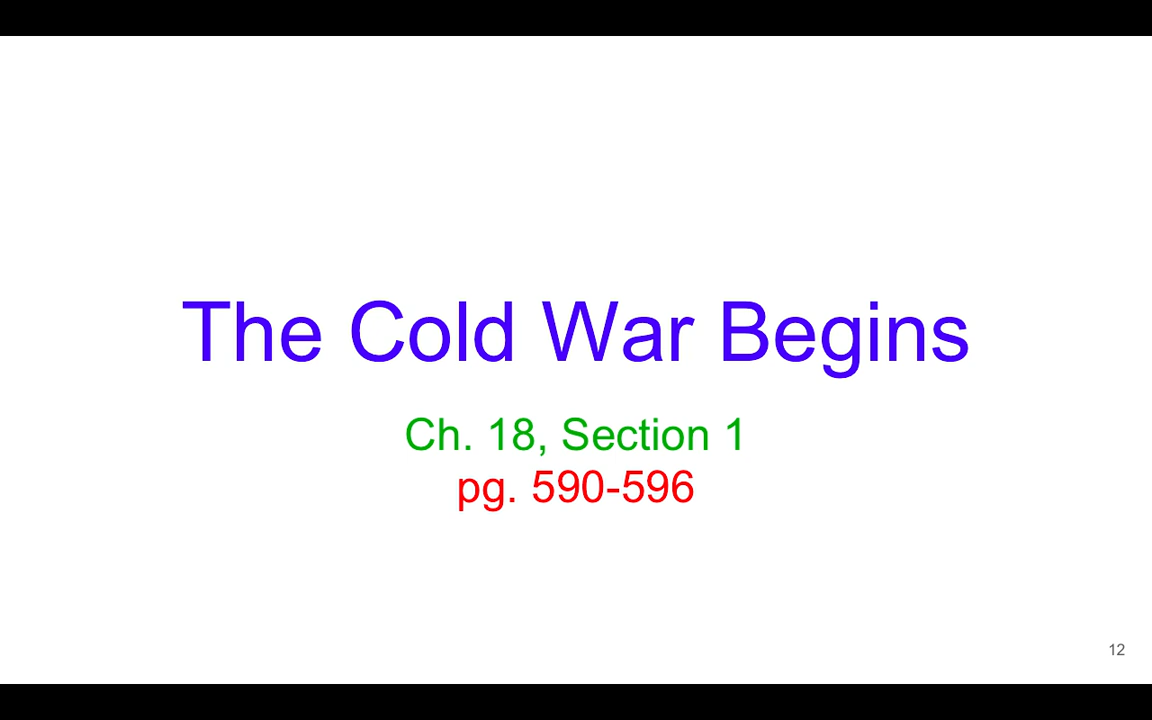 The Cold War Begins
Ch. 18, Section 1
pg. 590-596
12